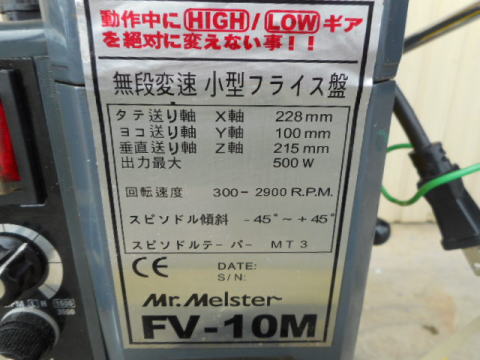 動作中に HIGH / LOW ギア
を絶対に変えない事!!
無段変速 小型フライス盤
タテ送り軸 X軸 228mm
ヨコ送り軸 Y軸 100mm
垂直送り軸 Z軸 215mm
出力最大 500W
回転速度 300-2900 R.P.M.
スピソドル傾斜 -45°~+45°
スピソドルテーパー MT3
CE
DATE:
S/N:
Mr.Meister
FV-10M